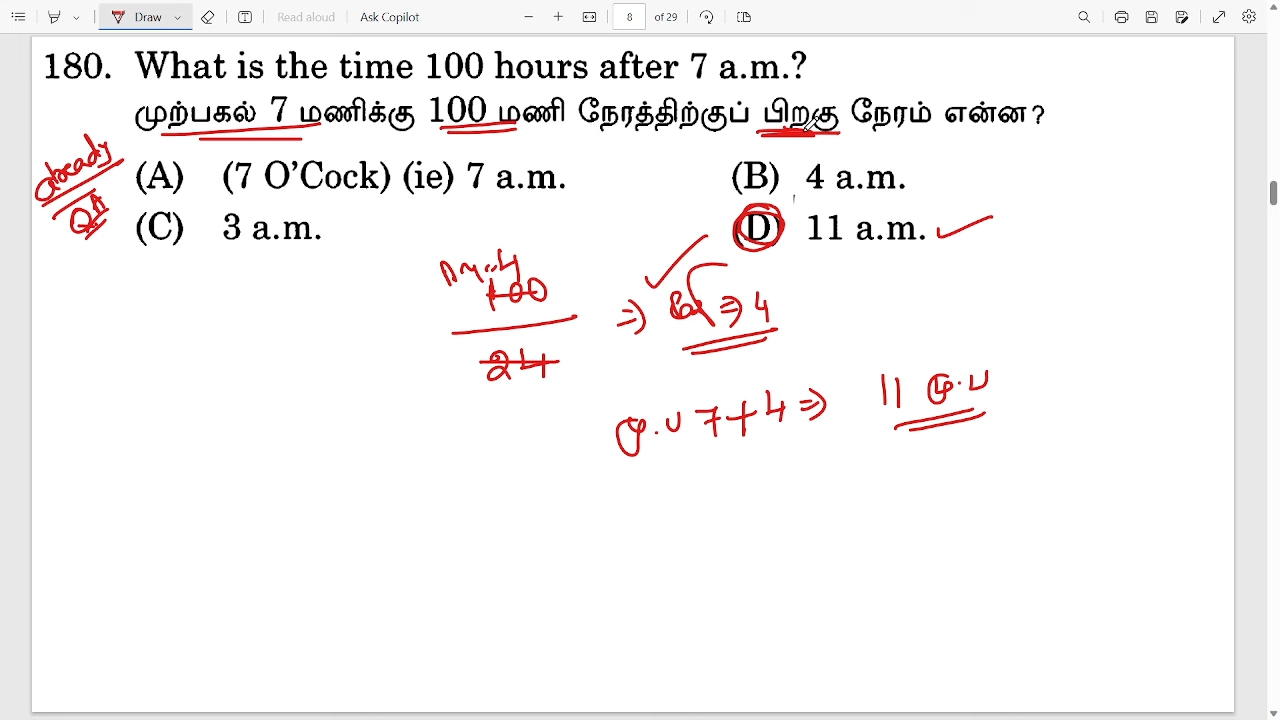 Draw
Read aloud
Ask Copilot
8
of 29
180. What is the time 100 hours after 7 a.m.?
முற்பகல் 7 மணிக்கு 100 மணி நேரத்திற்குப் பிறகு நேரம் என்ன?
already
QA
(A) (7 O'Cock) (ie) 7 a.m.
(B) 4 a.m.
(C) 3 a.m.
(D) 11 a.m.
100
24
⇒
⇒ 4
மு.ப 7+4 ⇒ 11 மு.ப